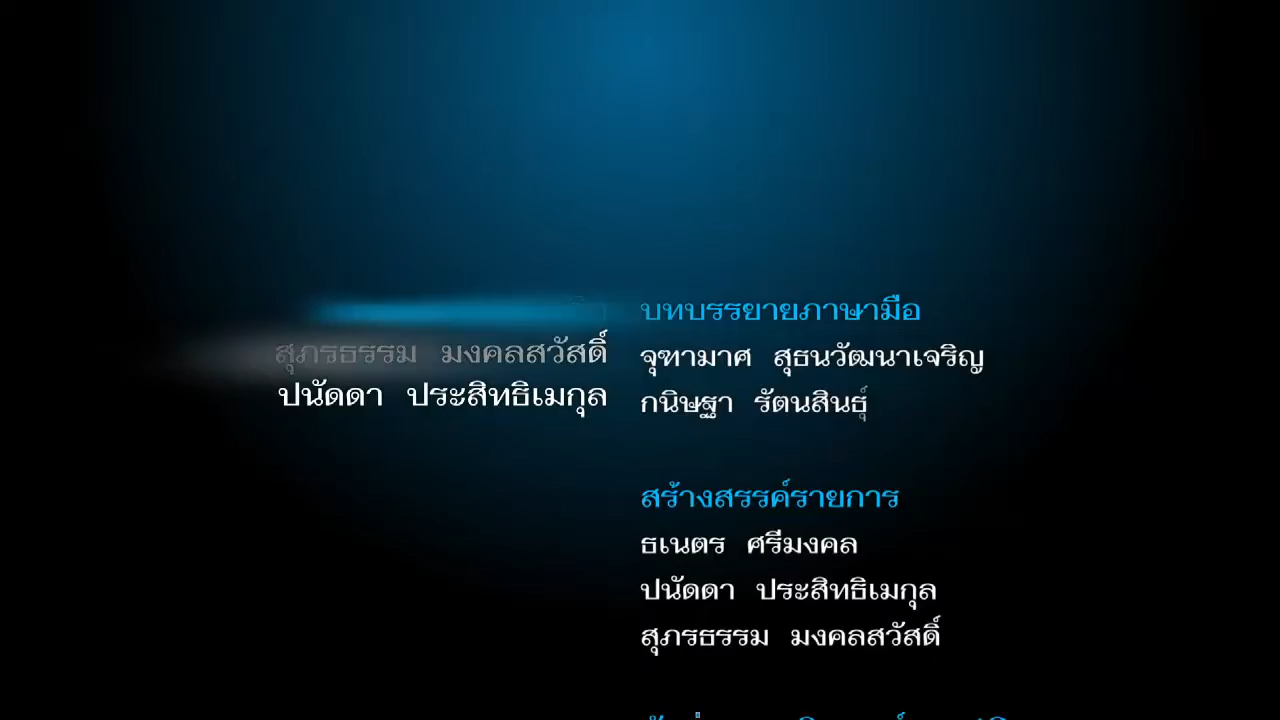 สุภรธรรม มงคลสวัสดิ์
ปนัดดา ประสิทธิเมกุล
บทบรรยายภาษามือ
จุฑามาศ สุธนวัฒนาเจริญ
กนิษฐา รัตนสินธุ์
สร้างสรรค์รายการ
ธเนตร ศรีมงคล
ปนัดดา ประสิทธิเมกุล
สุภรธรรม มงคลสวัสดิ์